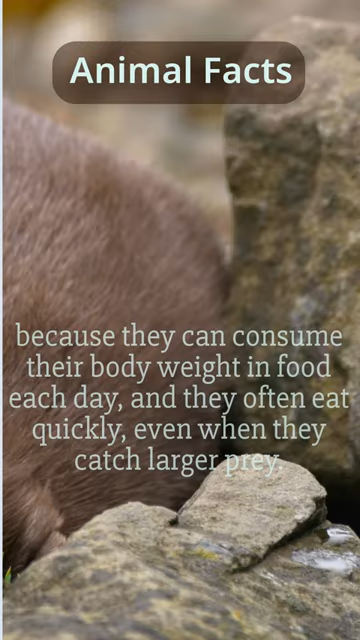 Animal Facts
because they can consume
their body weight in food
each day, and they often eat
quickly, even when they
catch larger prey.